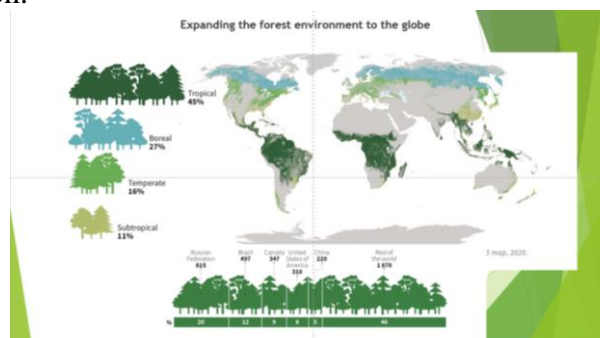 on.
Expanding the forest environment to the globe
Tropical
45%
Boreal
27%
Temperate
16%
Subtropical
11%
map, 2020.
Russian
Federation
815
Brazil
497
Canada
347
United
States of
America
310
China
220
Rest of
the world
1 870
%
20
12
9
8
5
46